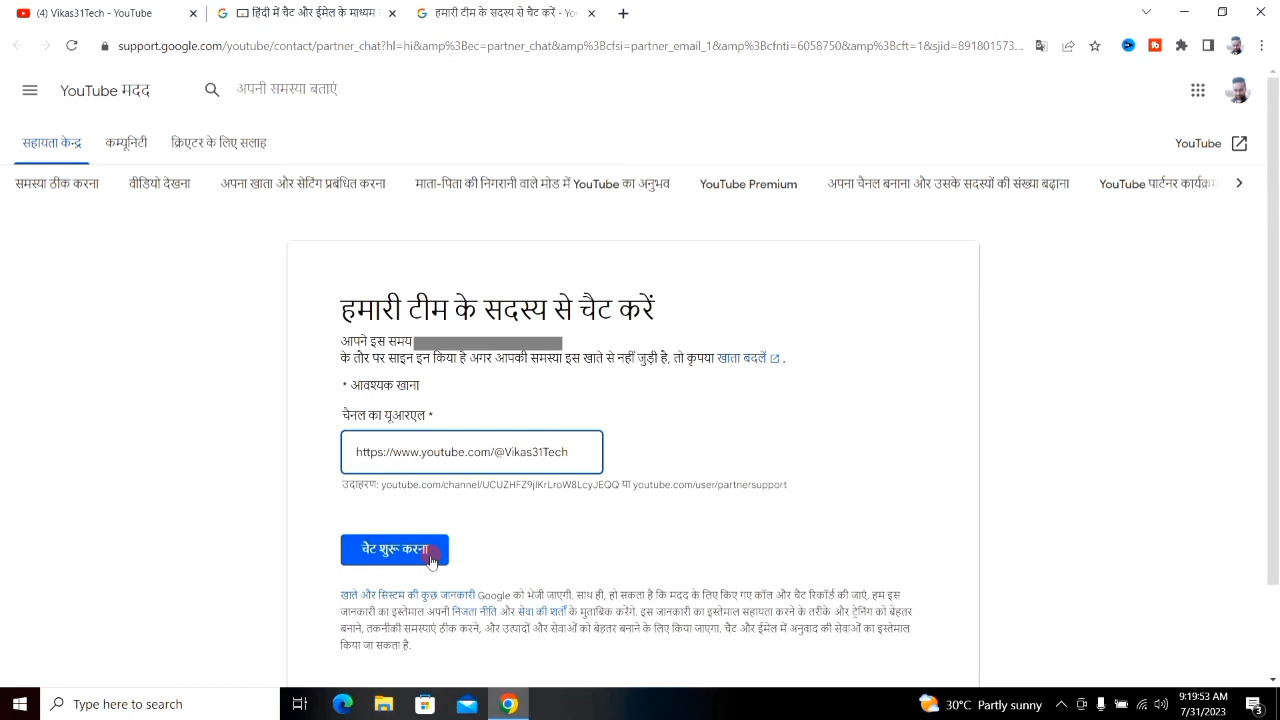 (4) Vikas31Tech - YouTube
हिंदी में चैट और ईमेल के माध्यम
हमारी टीम के सदस्य से चैट करें - Yo
support.google.com/youtube/contact/partner_chat?hl=hi&amp%3Bec=partner_chat&amp%3Bcfsi=partner_email_1&amp%3Bcfnti=6058750&amp%3Bcft=1&sjid=891801573...
YouTube मदद
अपनी समस्या बताएं
सहायता केन्द्र
कम्यूनिटी
क्रिएटर के लिए सलाह
YouTube
समस्या ठीक करना
वीडियो देखना
अपना खाता और सेटिंग प्रबंधित करना
माता-पिता की निगरानी वाले मोड में YouTube का अनुभव
YouTube Premium
अपना चैनल बनाना और उसके सदस्यों की संख्या बढ़ाना
YouTube पार्टनर कार्यक्रम
हमारी टीम के सदस्य से चैट करें
आपने इस समय
के तौर पर साइन इन किया है अगर आपकी समस्या इस खाते से नहीं जुड़ी है, तो कृपया खाता बदलें .
* आवश्यक खाना
चैनल का यूआरएल *
https://www.youtube.com/@Vikas31Tech
उदाहरण: youtube.com/channel/UCUZHFZ9jIKrLroW8LcyJEQQ या youtube.com/user/partnersupport
चैट शुरू करना
खाते और सिस्टम की कुछ जानकारी Google को भेजी जाएगी. साथ ही, हो सकता है कि मदद के लिए किए गए कॉल और चैट रिकॉर्ड की जाएं. हम इस
जानकारी का इस्तेमाल अपनी निजता नीति और सेवा की शर्तों के मुताबिक करेंगे. इस जानकारी का इस्तेमाल सहायता करने के तरीके और ट्रेनिंग को बेहतर
बनाने, तकनीकी समस्याएं ठीक करने, और उत्पादों और सेवाओं को बेहतर बनाने के लिए किया जाएगा. चैट और ईमेल में अनुवाद की सेवाओं का इस्तेमाल
किया जा सकता है.
Type here to search
30°C Partly sunny
9:19:53 AM
7/31/2023
3